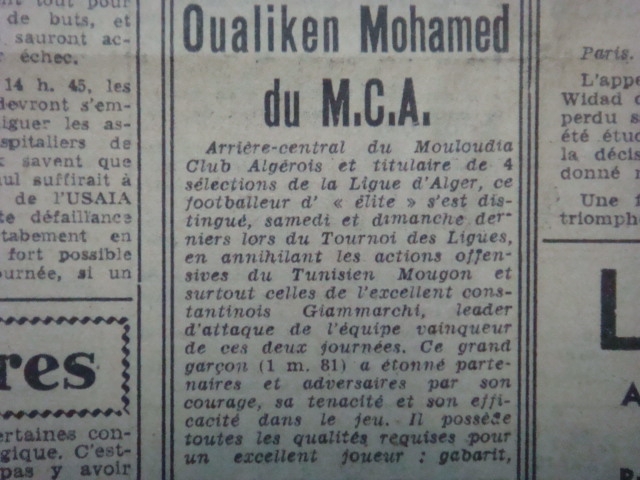 nt tout pour
de buts, et
sauront ac-
échec.
14 h. 45, les
devront s'em-
iguer les as-
spitaliers de
x savent que
ul suffirait à
de l'USAIA
te défaillance
tabement en
fort possible
ournée, si un
res
ertaines con-
gique. C'est-
pas y avoir
Oualiken Mohamed
du M.C.A.
Arrière-central du Mouloudia
Club Algérois et titulaire de 4
sélections de la Ligue d'Alger, ce
footballeur d' « élite » s'est dis-
tingué, samedi et dimanche der-
niers lors du Tournoi des Ligues,
en annihilant les actions offen-
sives du Tunisien Mougon et
surtout celles de l'excellent cons-
tantinois Giammarchi, leader
d'attaque de l'équipe vainqueur
de ces deux journées. Ce grand
garçon (1 m. 81) a étonné parte-
naires et adversaires par son
courage, sa tenacité et son effi-
cacité dans le jeu. Il possède
toutes les qualités requises pour
un excellent joueur : gabarit,
Paris.
L'appe
Widad d
perdu s
été étud
la décis
donné r
Une f
triomph
L
A